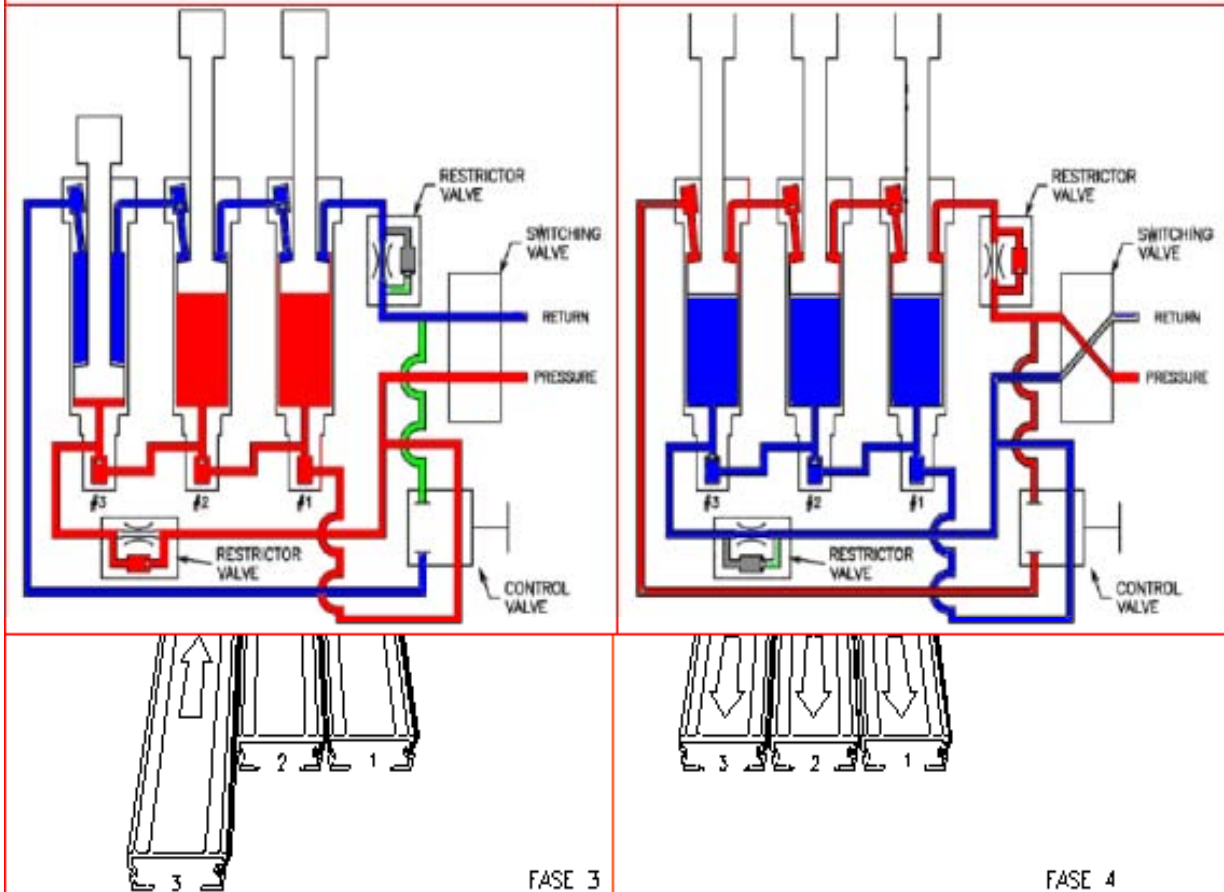 RESTRICTOR
VALVE
SWITCHING
VALVE
RETURN
PRESSURE
#3
#2
#1
RESTRICTOR
VALVE
CONTROL
VALVE
RESTRICTOR
VALVE
SWITCHING
VALVE
RETURN
PRESSURE
#3
#2
#1
RESTRICTOR
VALVE
CONTROL
VALVE
2
1
3
FASE 3
3
2
1
FASE 4